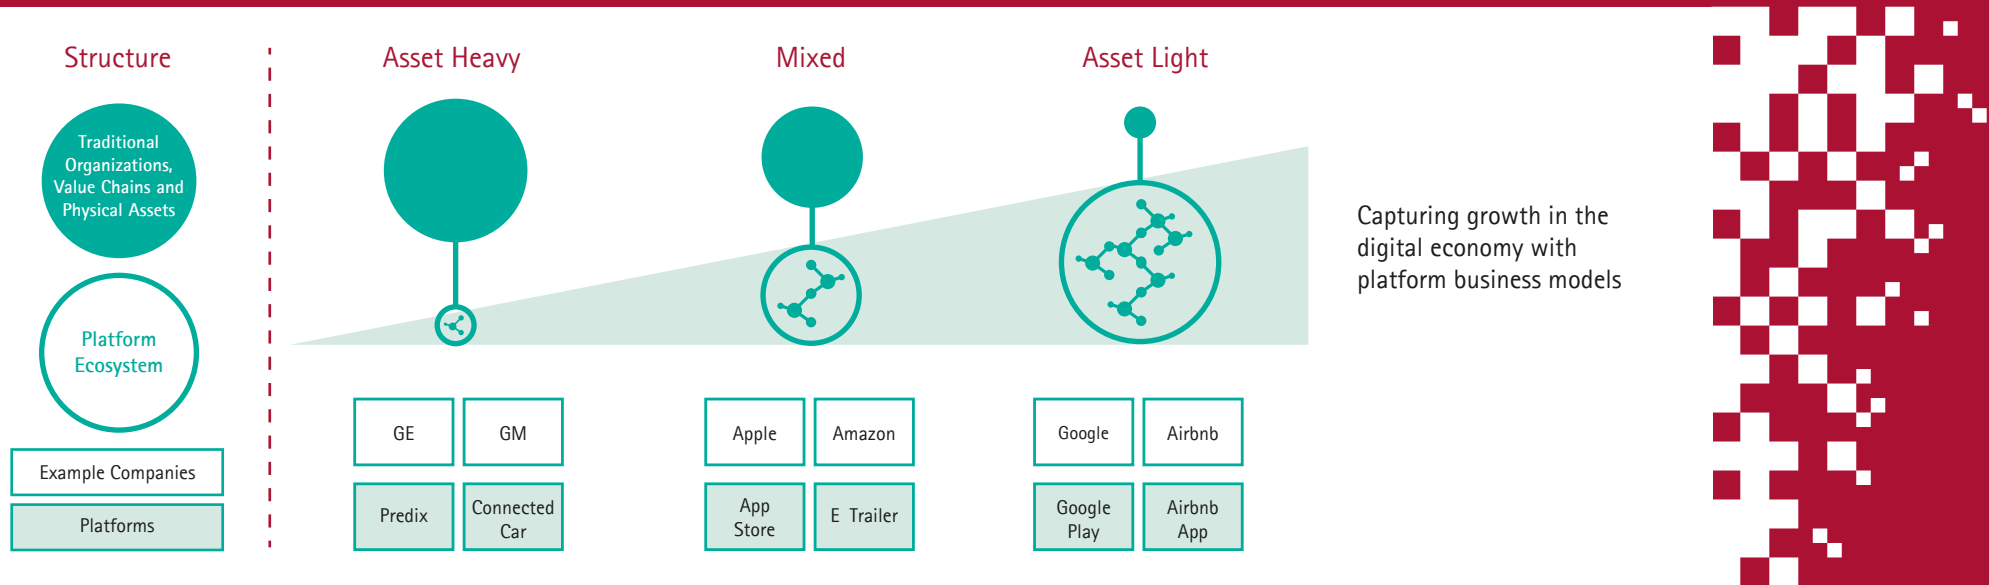 Structure
Asset Heavy
Mixed
Asset Light
Traditional
Organizations,
Value Chains and
Physical Assets
Platform
Ecosystem
Capturing growth in the
digital economy with
platform business models
Example Companies
Platforms
GE
GM
Apple
Amazon
Google
Airbnb
Predix
Connected
Car
App
Store
E Trailer
Google
Play
Airbnb
App